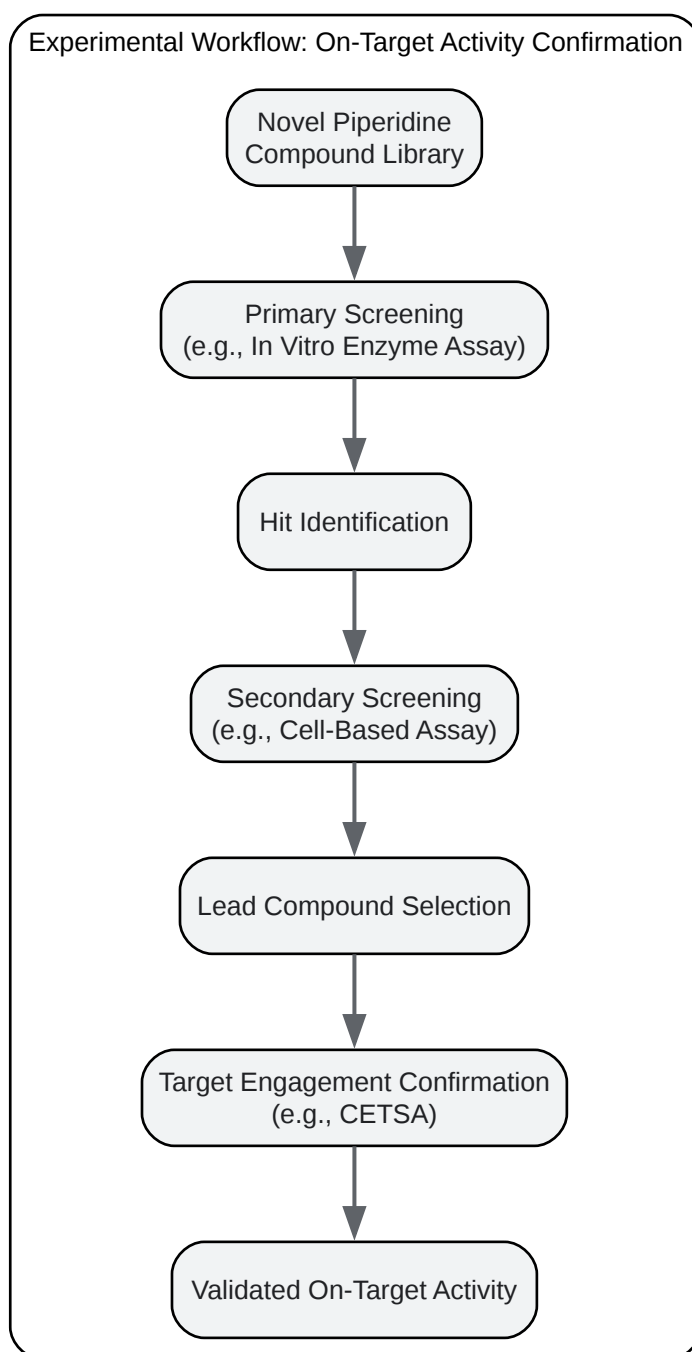 Experimental Workflow: On-Target Activity Confirmation
Novel Piperidine
Compound Library
Primary Screening
(e.g., In Vitro Enzyme Assay)
Hit Identification
Secondary Screening
(e.g., Cell-Based Assay)
Lead Compound Selection
Target Engagement Confirmation
(e.g., CETSA)
Validated On-Target Activity